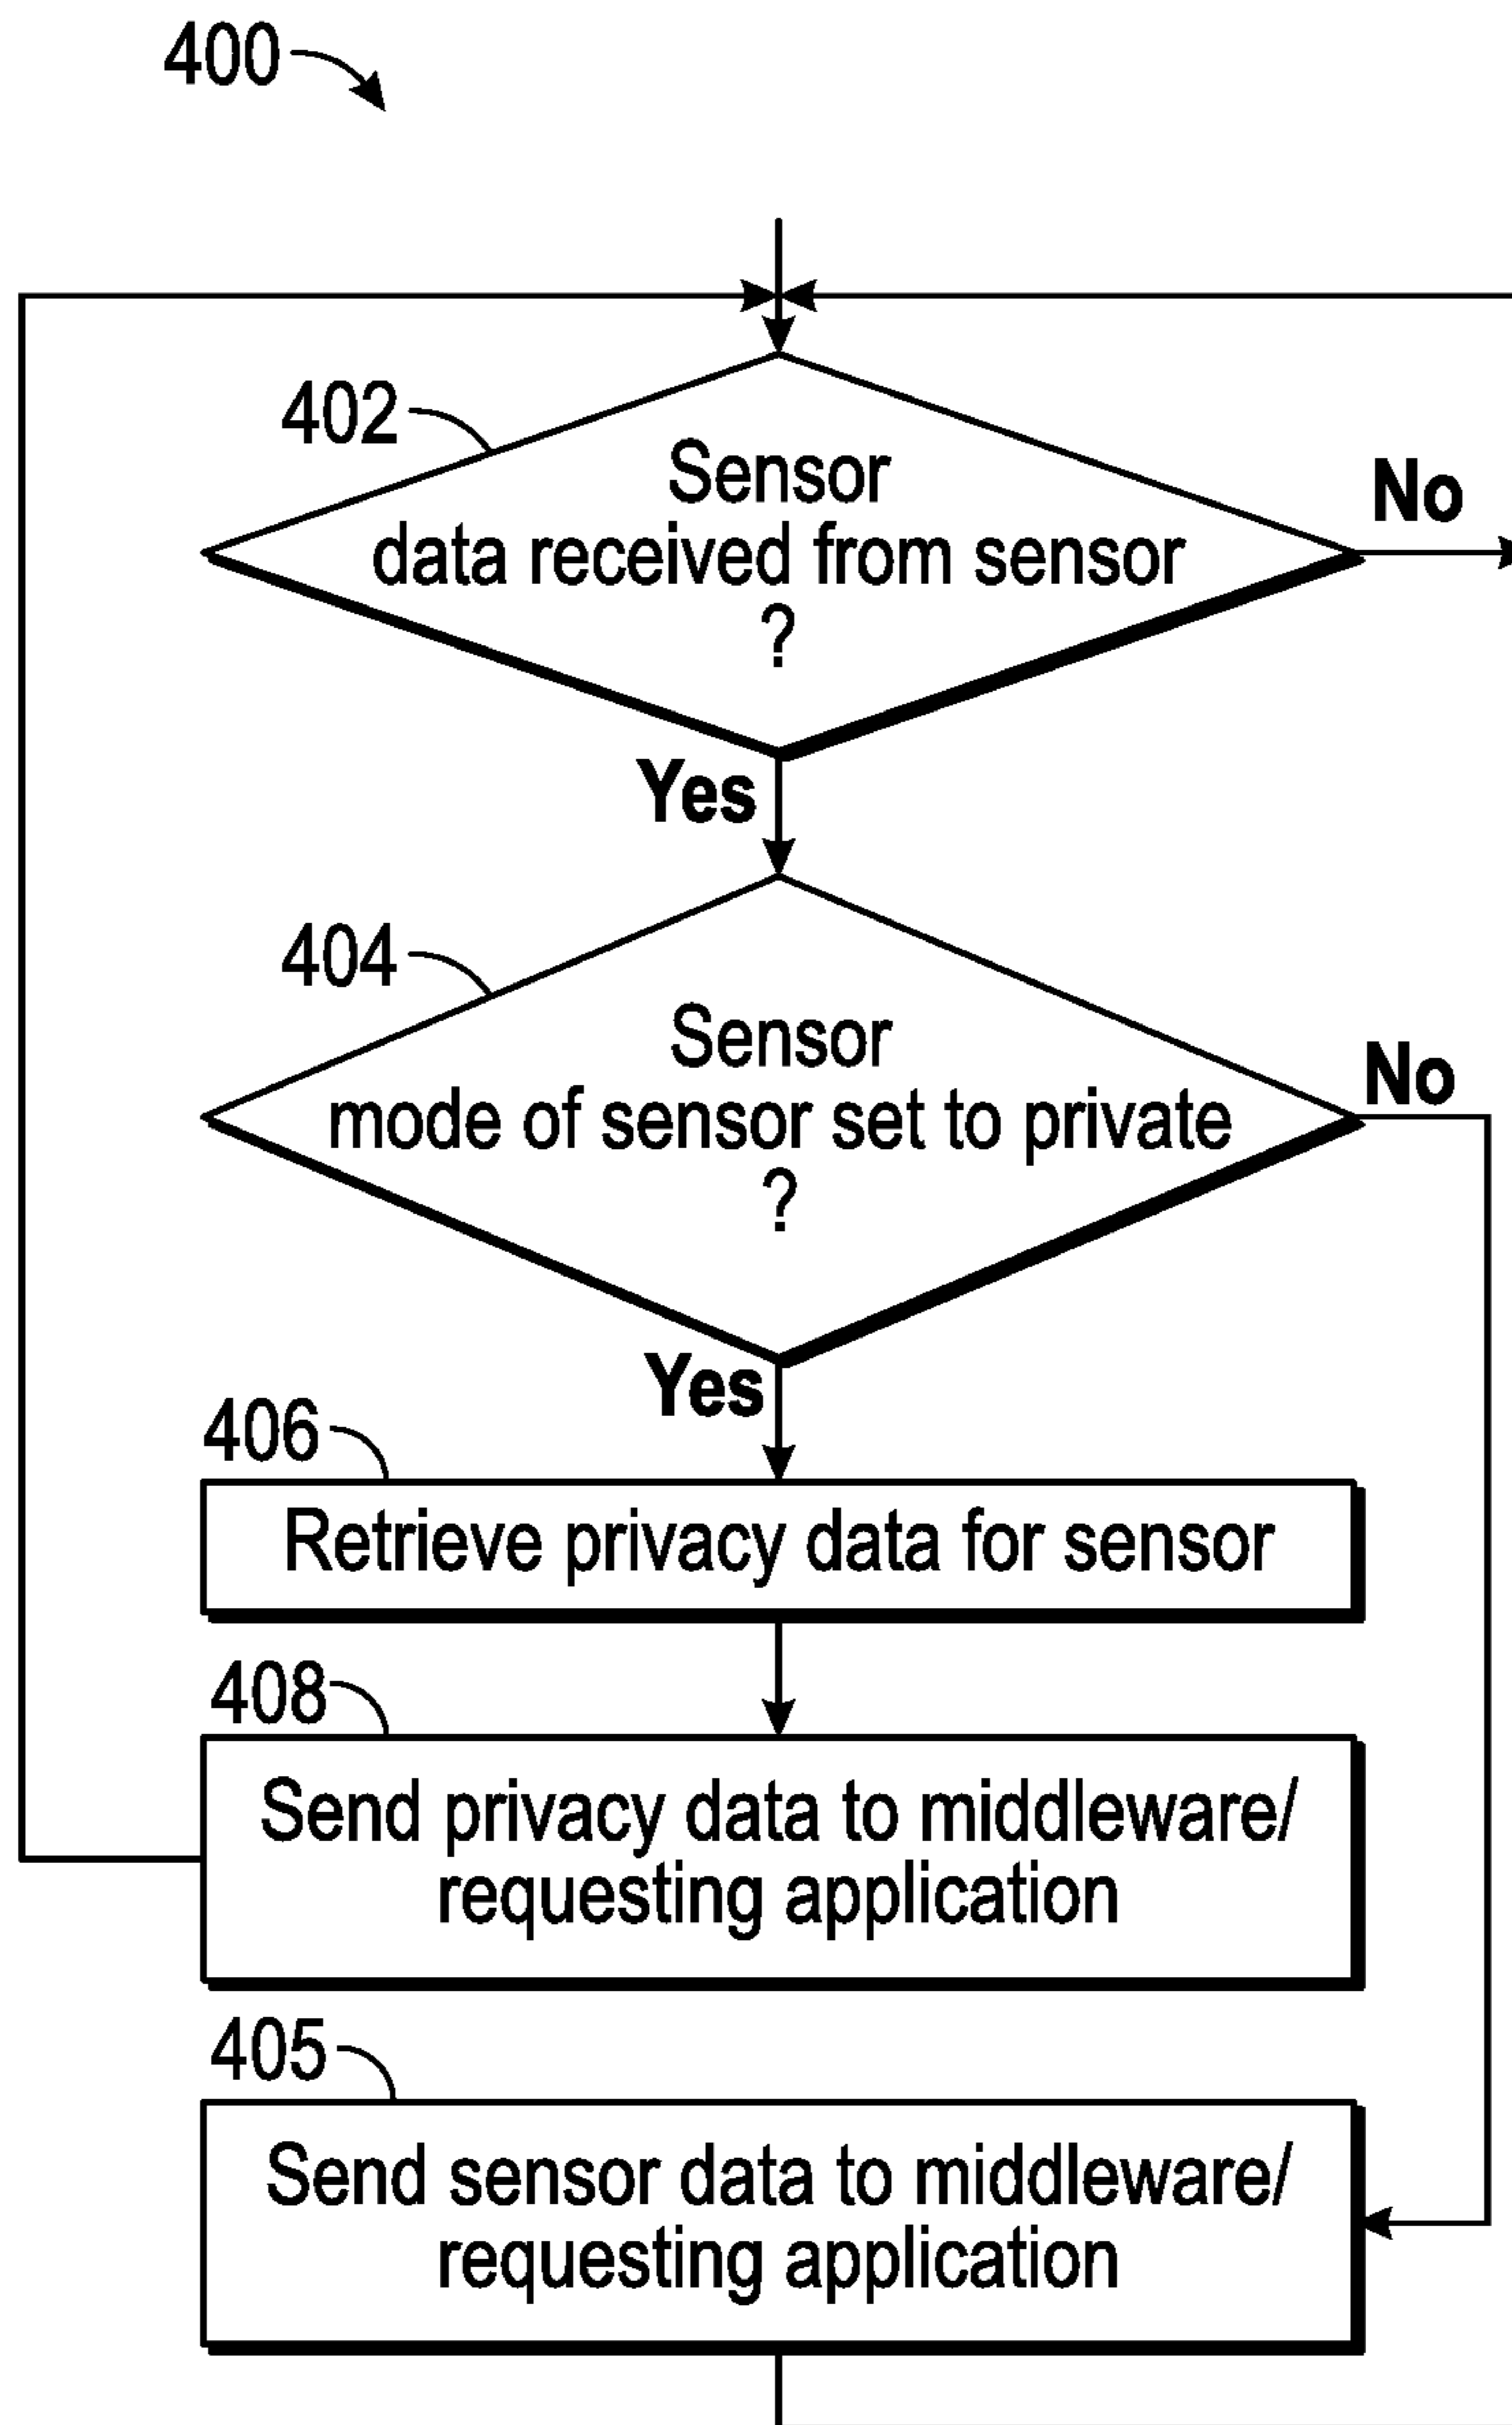 400
402
Sensor
data received from sensor
?
No
Yes
404
Sensor
mode of sensor set to private
?
No
Yes
406
Retrieve privacy data for sensor
408
Send privacy data to middleware/
requesting application
405
Send sensor data to middleware/
requesting application